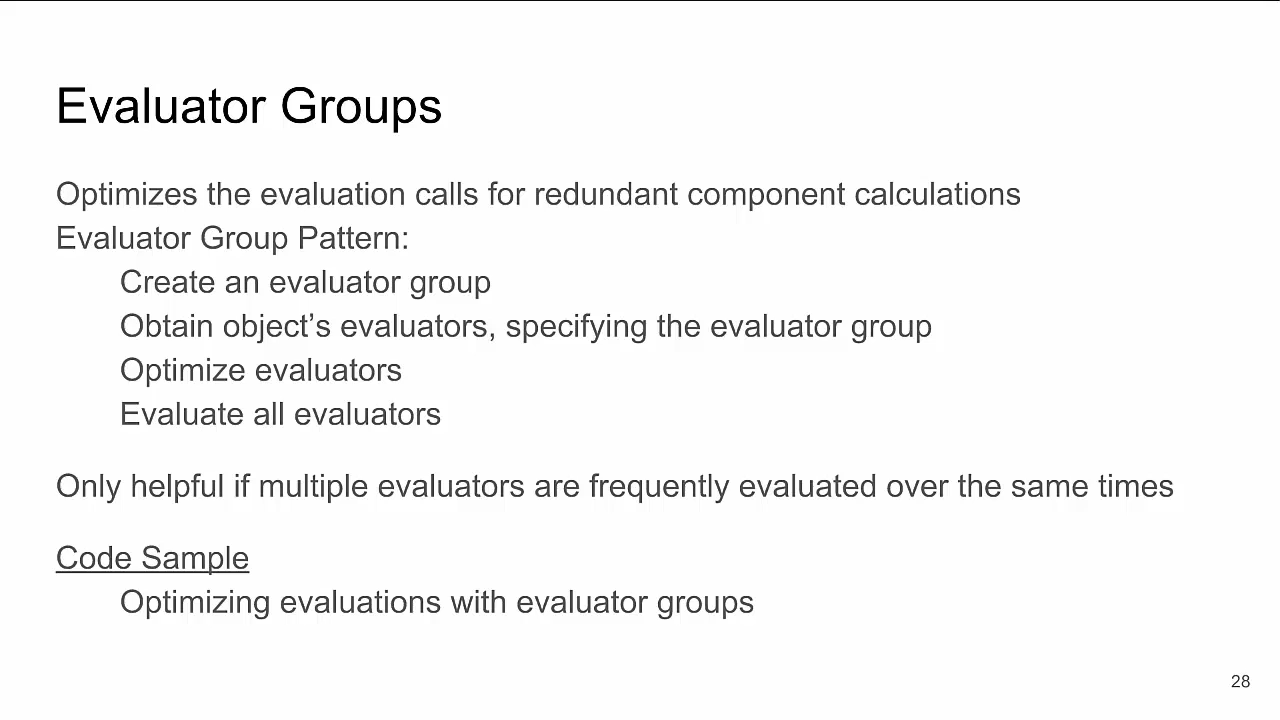 Evaluator Groups
Optimizes the evaluation calls for redundant component calculations
Evaluator Group Pattern:
Create an evaluator group
Obtain object’s evaluators, specifying the evaluator group
Optimize evaluators
Evaluate all evaluators
Only helpful if multiple evaluators are frequently evaluated over the same times
Code Sample
Optimizing evaluations with evaluator groups
28